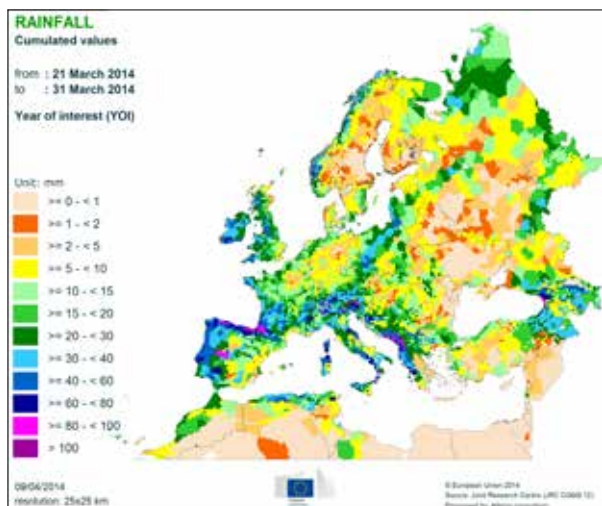 RAINFALL
Cumulated values
from : 21 March 2014
to : 31 March 2014
Year of interest (YOI)
Unit: mm
>= 0 - < 1
>= 1 - < 2
>= 2 - < 5
>= 5 - < 10
>= 10 - < 15
>= 15 - < 20
>= 20 - < 30
>= 30 - < 40
>= 40 - < 60
>= 60 - < 80
>= 80 - < 100
> 100
09/04/2014
resolution: 25x25 km
© European Union 2014
Source: Joint Research Centre (JRC